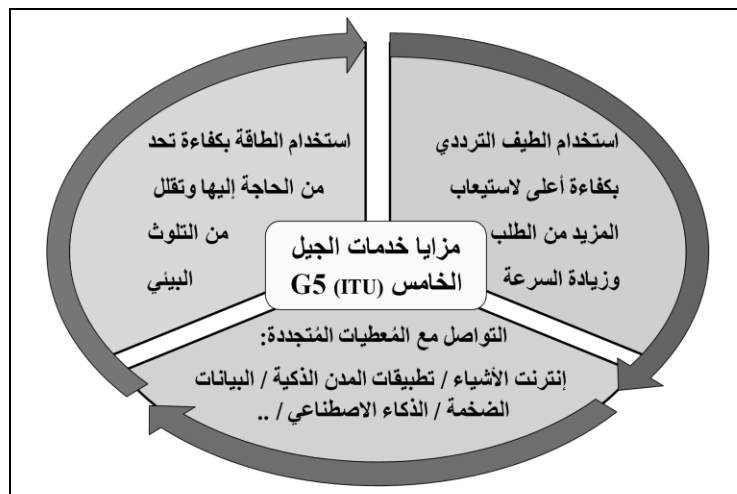 استخدام الطيف الترددي
بكفاءة أعلى لاستيعاب
المزيد من الطلب
وزيادة السرعة
استخدام الطاقة بكفاءة تحد
من الحاجة إليها وتقلل
من التلوث
البيئي
مزايا خدمات الجيل
الخامس G5 (ITU)
التواصل مع المُعطيات المُتجددة:
إنترنت الأشياء / تطبيقات المدن الذكية / البيانات
الضخمة / الذكاء الاصطناعي / ..